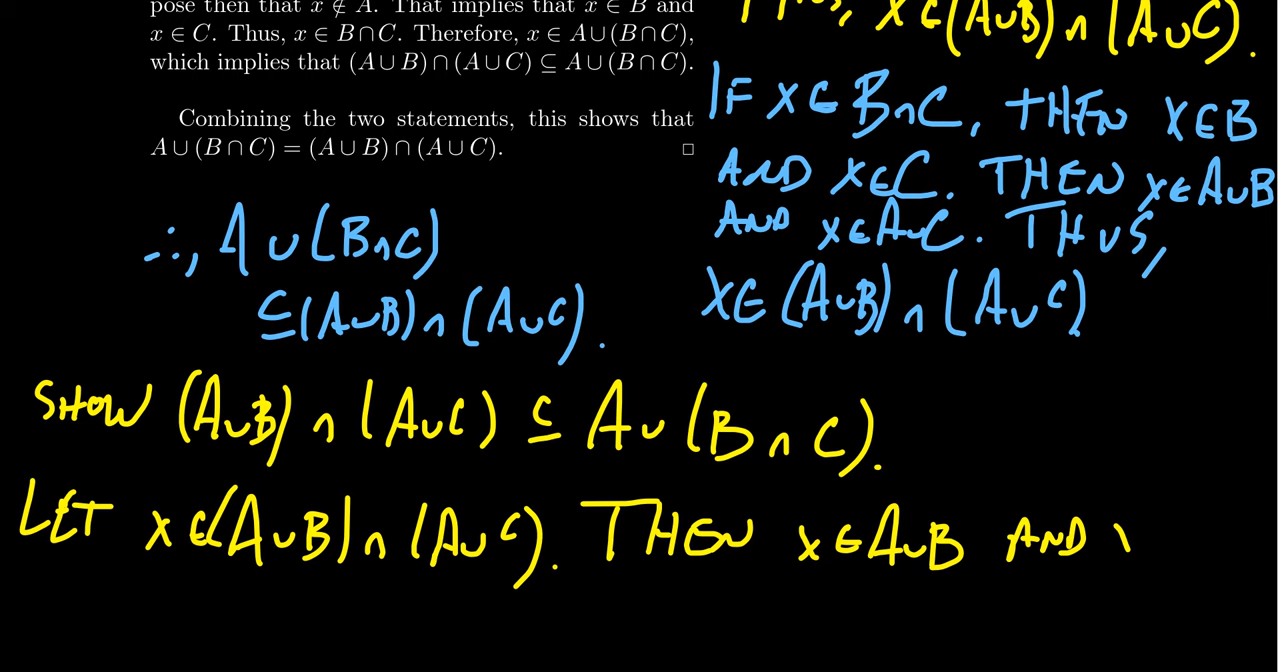 pose then that x ∉ A. That implies that x ∈ B and
x ∈ C. Thus, x ∈ B∩C. Therefore, x ∈ A∪(B∩C),
which implies that (A∪B)∩(A∪C) ⊆ A∪(B∩C).
Combining the two statements, this shows that
A∪(B∩C) = (A∪B)∩(A∪C). □
THUS, x∈(A∪B)∩(A∪C).
IF x∈B∩C, THEN x∈B
AND x∈C. THEN x∈A∪B
AND x∈A∪C. THUS,
x∈(A∪B)∩(A∪C)
∴, A∪(B∩C)
⊆(A∪B)∩(A∪C).
SHOW (A∪B)∩(A∪C) ⊆ A∪(B∩C).
LET x∈(A∪B)∩(A∪C). THEN x∈A∪B AND \